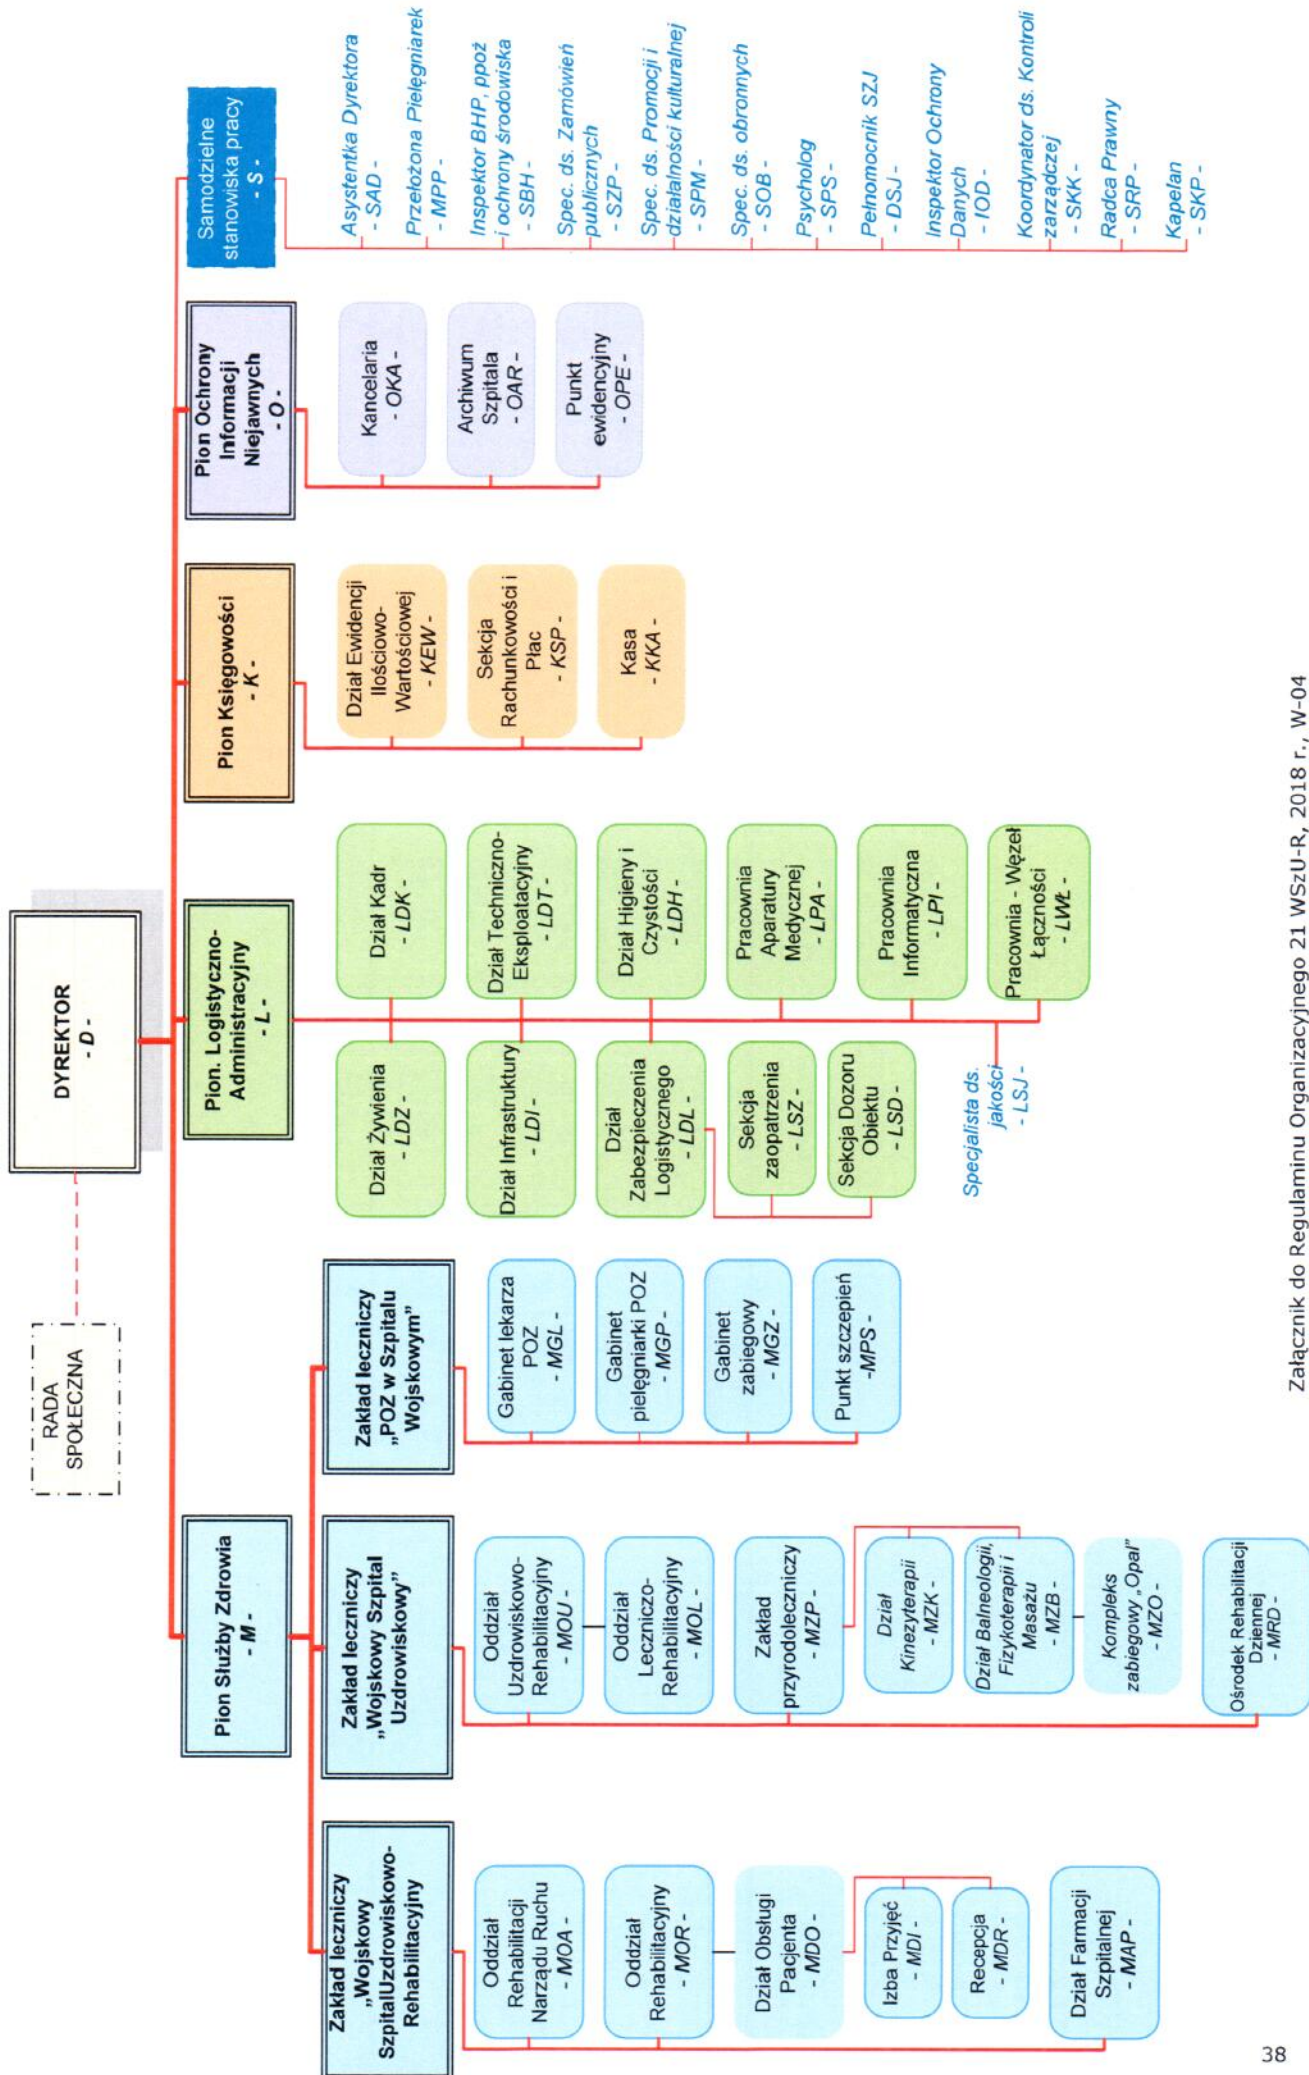 RADA
SPOŁECZNA
DYREKTOR
- D -
Pion Służby Zdrowia
- M -
Pion. Logistyczno-
Administracyjny
- L -
Pion Księgowości
- K -
Pion Ochrony
Informacji
Niejawnych
- O -
Samodzielne
stanowiska pracy
- S -
Zakład leczniczy
„Wojskowy
SzpitalUzdrowiskowo-
Rehabilitacyjny
Oddział
Rehabilitacji
Narządu Ruchu
- MOA -
Oddział
Rehabilitacyjny
- MOR -
Dział Obsługi
Pacjenta
- MDO -
Izba Przyjęć
- MDI -
Recepcja
- MDR -
Dział Farmacji
Szpitalnej
- MAP -
Zakład leczniczy
„Wojskowy Szpital
Uzdrowiskowy”
Oddział
Uzdrowiskowo-
Rehabilitacyjny
- MOU -
Oddział
Leczniczo-
Rehabilitacyjny
- MOL -
Zakład
przyrodoleczniczy
- MZP -
Dział
Kinezyterapii
- MZK -
Dział Balneologii,
Fizykoterapii i
Masażu
- MZB -
Kompleks
zabiegowy „Opal”
- MZO -
Ośrodek Rehabilitacji
Dziennej
- MRD -
Zakład leczniczy
„POZ w Szpitalu
Wojskowym”
Gabinet lekarza
POZ
- MGL -
Gabinet
pielęgniarki POZ
- MGP -
Gabinet
zabiegowy
- MGZ -
Punkt szczepień
-MPS -
Dział Żywienia
- LDZ -
Dział Infrastruktury
- LDI -
Dział
Zabezpieczenia
Logistycznego
- LDL -
Sekcja
zaopatrzenia
- LSZ -
Sekcja Dozoru
Obiektu
- LSD -
Specjalista ds.
jakości
- LSJ -
Dział Kadr
- LDK -
Dział Techniczno-
Eksploatacyjny
- LDT -
Dział Higieny i
Czystości
- LDH -
Pracownia
Aparatury
Medycznej
- LPA -
Pracownia
Informatyczna
- LPI -
Pracownia - Węzeł
Łączności
- LWŁ -
Dział Ewidencji
Ilościowo-
Wartościowej
- KEW -
Sekcja
Rachunkowości i
Płac
- KSP -
Kasa
- KKA -
Kancelaria
- OKA -
Archiwum
Szpitala
- OAR -
Punkt
ewidencyjny
- OPE -
Asystentka Dyrektora
- SAD -
Przełożona Pielęgniarek
- MPP -
Inspektor BHP, ppoż
i ochrony środowiska
- SBH -
Spec. ds. Zamówień
publicznych
- SZP -
Spec. ds. Promocji i
działalności kulturalnej
- SPM -
Spec. ds. obronnych
- SOB -
Psycholog
- SPS -
Pełnomocnik SZJ
- DSJ -
Inspektor Ochrony
Danych
- IOD -
Koordynator ds. Kontroli
zarządczej
- SKK -
Radca Prawny
- SRP -
Kapelan
- SKP -
Załącznik do Regulaminu Organizacyjnego 21 WSzU-R, 2018 r., W-04
38